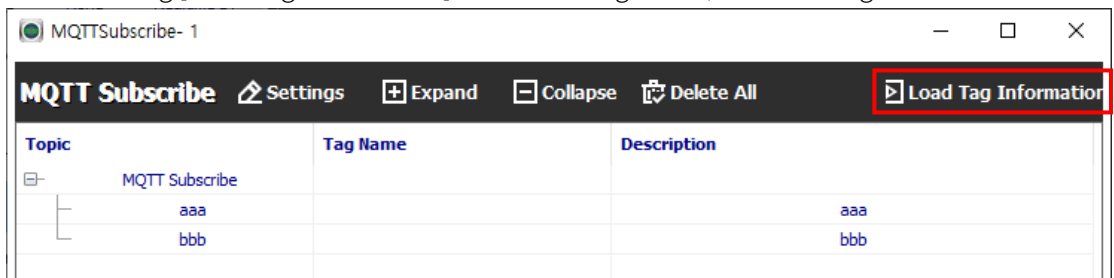 MQTTSubscribe- 1
MQTT Subscribe Settings Expand Collapse Delete All Load Tag Information
Topic Tag Name Description
MQTT Subscribe
aaa aaa
bbb bbb